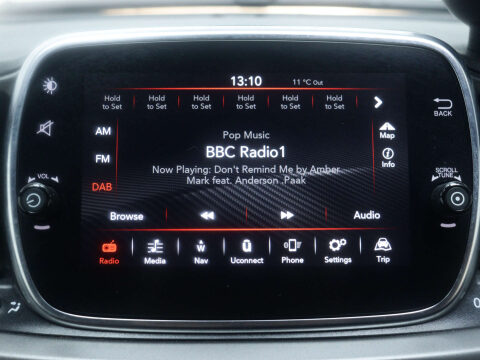 13:10 11 °C Out
Hold to Set Hold to Set Hold to Set Hold to Set Hold to Set Hold to Set
AM
Pop Music
Map
BBC Radio1
FM
Info
Now Playing: Don't Remind Me by Amber
Mark feat. Anderson .Paak
DAB
Browse Audio
W
Radio Media Nav Uconnect Phone Settings Trip
VOL
BACK
SCROLL
TUNE